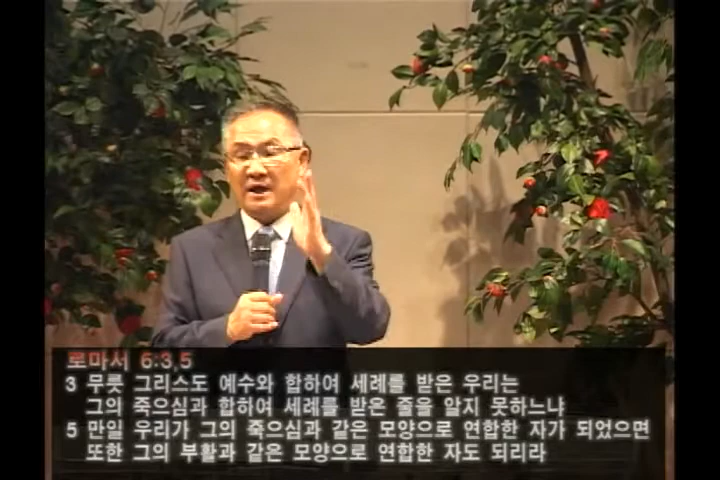 로마서 6:3,5
3 무릇 그리스도 예수와 합하여 세례를 받은 우리는
그의 죽으심과 합하여 세례를 받은 줄을 알지 못하느냐
5 만일 우리가 그의 죽으심과 같은 모양으로 연합한 자가 되었으면
또한 그의 부활과 같은 모양으로 연합한 자도 되리라